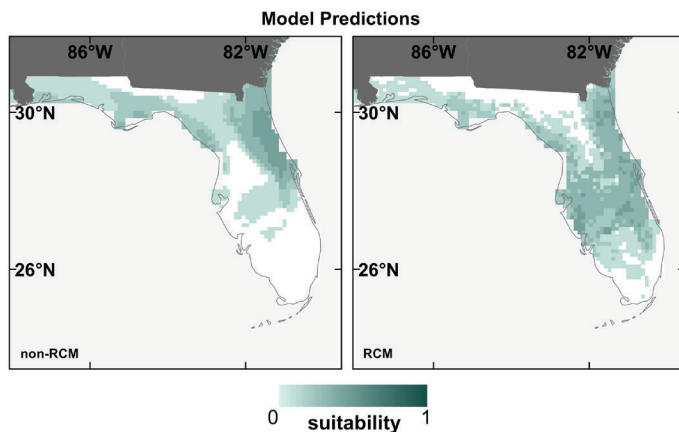 Model Predictions
86°W 82°W 86°W 82°W
30°N 30°N
26°N 26°N
non-RCM RCM
0 1
suitability